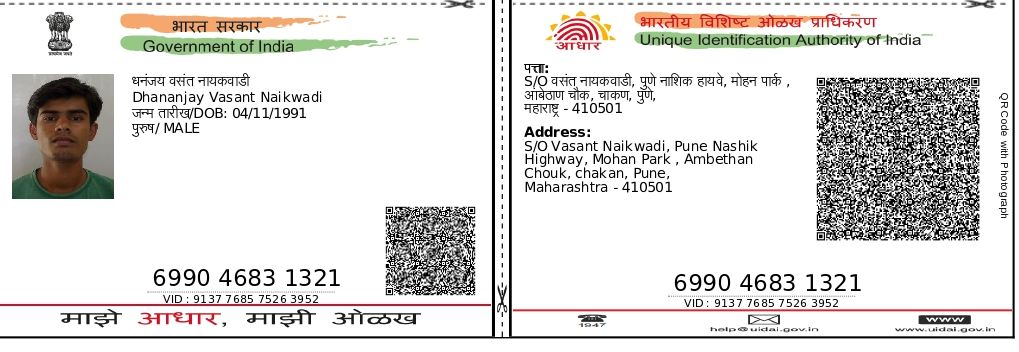 भारत सरकार
Government of India
धनंजय वसंत नायकवाडी
Dhananjay Vasant Naikwadi
जन्म तारीख/DOB: 04/11/1991
पुरुष/ MALE
6990 4683 1321
VID : 9137 7685 7526 3952
माझे आधार, माझी ओळख
भारतीय विशिष्ट ओळख प्राधिकरण
Unique Identification Authority of India
आधार
पत्ता:
S/O वसंत नायकवाडी, पुणे नाशिक हायवे, मोहन पार्क ,
आंबेठाण चौक, चाकण, पुणे,
महाराष्ट्र - 410501
Address:
S/O Vasant Naikwadi, Pune Nashik
Highway, Mohan Park , Ambethan
Chouk, chakan, Pune,
Maharashtra - 410501
QR Code with Photograph
6990 4683 1321
VID : 9137 7685 7526 3952
1947
help@uidai.gov.in
www
www.uidai.gov.in